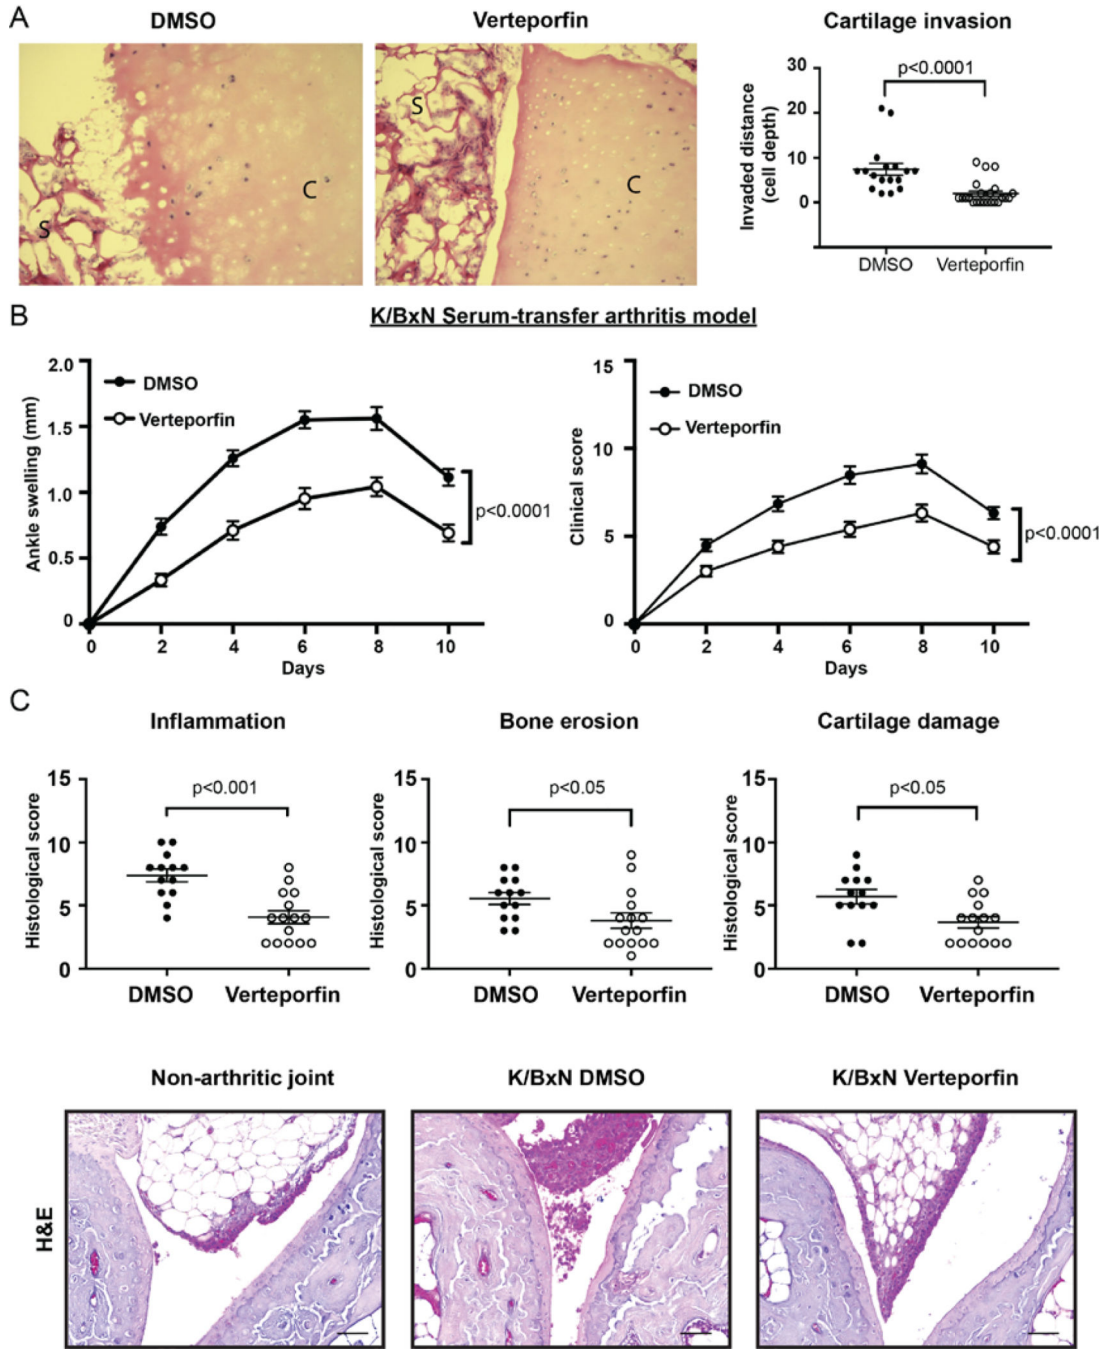 A
DMSO
Verteporfin
Cartilage invasion
S
C
S
C
p<0.0001
30
20
10
0
Invaded distance
(cell depth)
DMSO
Verteporfin
B
K/BxN Serum-transfer arthritis model
2.0
1.5
1.0
0.5
0
Ankle swelling (mm)
DMSO
Verteporfin
p<0.0001
0 2 4 6 8 10
Days
15
10
5
0
Clinical score
DMSO
Verteporfin
p<0.0001
0 2 4 6 8 10
Days
C
Inflammation
Bone erosion
Cartilage damage
15
10
5
0
Histological score
p<0.001
DMSO
Verteporfin
15
10
5
0
Histological score
p<0.05
DMSO
Verteporfin
15
10
5
0
Histological score
p<0.05
DMSO
Verteporfin
Non-arthritic joint
K/BxN DMSO
K/BxN Verteporfin
H&E